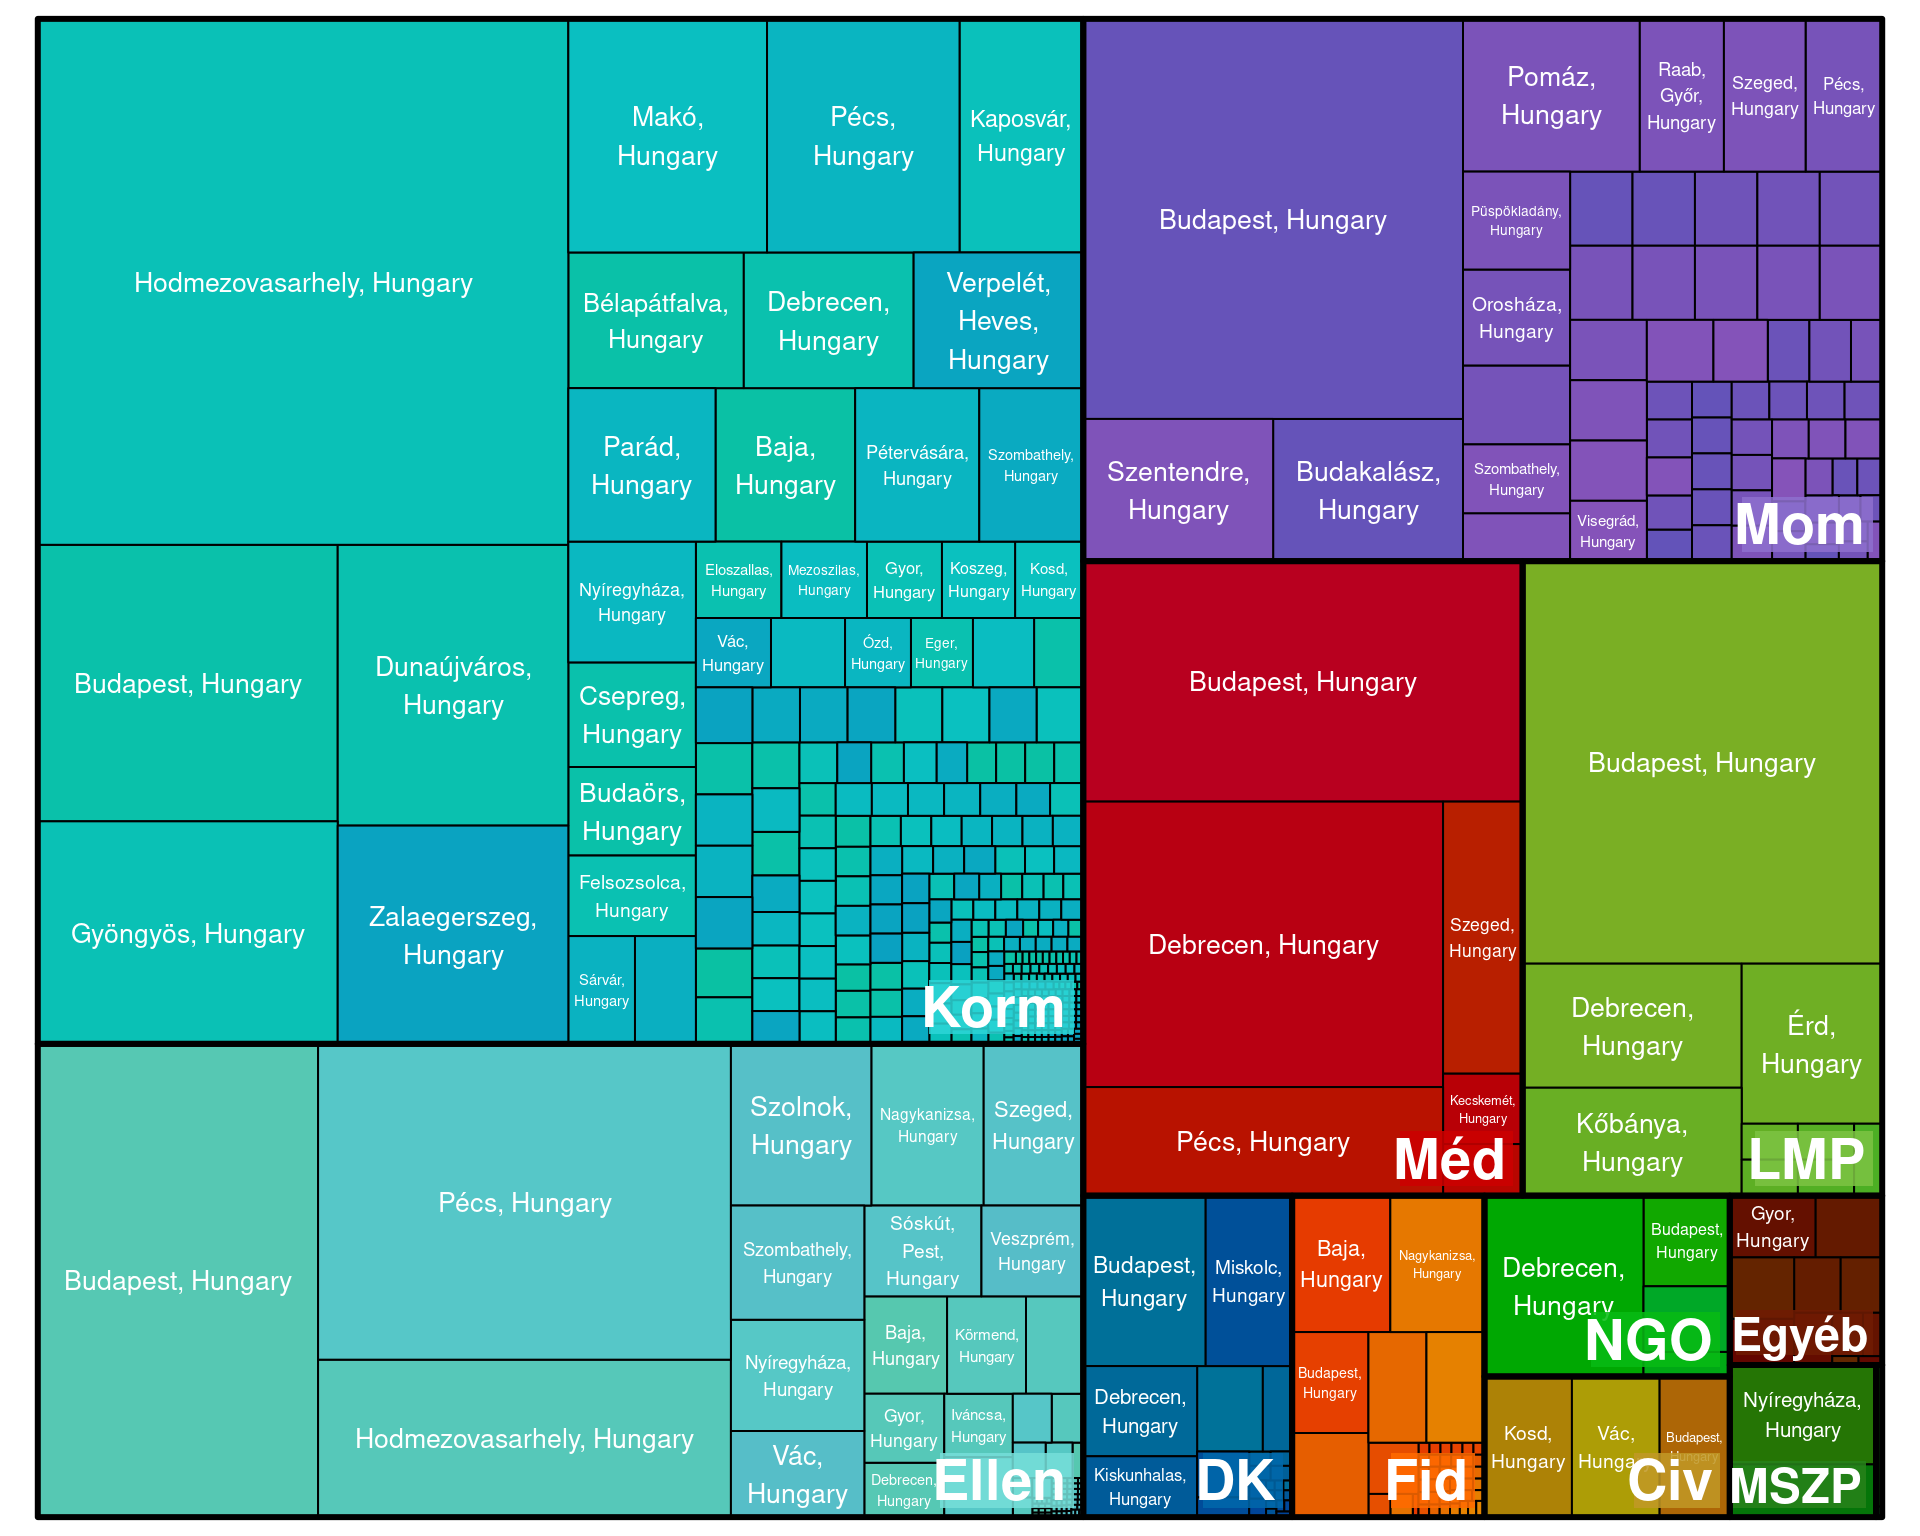 Hodmezovasarhely, Hungary
Makó,
Hungary
Pécs,
Hungary
Kaposvár,
Hungary
Bélapátfalva,
Hungary
Debrecen,
Hungary
Verpelét,
Heves,
Hungary
Parád,
Hungary
Baja,
Hungary
Pétervására,
Hungary
Szombathely,
Hungary
Budapest, Hungary
Dunaújváros,
Hungary
Gyöngyös, Hungary
Zalaegerszeg,
Hungary
Nyíregyháza,
Hungary
Eloszallas,
Hungary
Mezoszilas,
Hungary
Gyor,
Hungary
Koszeg,
Hungary
Kosd,
Hungary
Vác,
Hungary
Ózd,
Hungary
Eger,
Hungary
Csepreg,
Hungary
Budaörs,
Hungary
Felsozsolca,
Hungary
Sárvár,
Hungary
Korm
Budapest, Hungary
Pécs, Hungary
Hodmezovasarhely, Hungary
Szolnok,
Hungary
Nagykanizsa,
Hungary
Szeged,
Hungary
Szombathely,
Hungary
Sóskút,
Pest,
Hungary
Veszprém,
Hungary
Nyíregyháza,
Hungary
Baja,
Hungary
Körmend,
Hungary
Vác,
Hungary
Gyor,
Hungary
Iváncsa,
Hungary
Debrecen,
Hungary
Ellen
Budapest, Hungary
Pomáz,
Hungary
Raab,
Győr,
Hungary
Szeged,
Hungary
Pécs,
Hungary
Püspökladány,
Hungary
Orosháza,
Hungary
Szentendre,
Hungary
Budakalász,
Hungary
Szombathely,
Hungary
Visegrád,
Hungary
Mom
Budapest, Hungary
Debrecen, Hungary
Szeged,
Hungary
Pécs, Hungary
Kecskemét,
Hungary
Méd
Budapest, Hungary
Debrecen,
Hungary
Érd,
Hungary
Kőbánya,
Hungary
LMP
Budapest,
Hungary
Miskolc,
Hungary
Debrecen,
Hungary
Kiskunhalas,
Hungary
DK
Baja,
Hungary
Nagykanizsa,
Hungary
Budapest,
Hungary
Fid
Debrecen,
Hungary
Budapest,
Hungary
NGO
Gyor,
Hungary
Egyéb
Kosd,
Hungary
Vác,
Hungary
Budapest,
Hungary
Civ
Nyíregyháza,
Hungary
MSZP